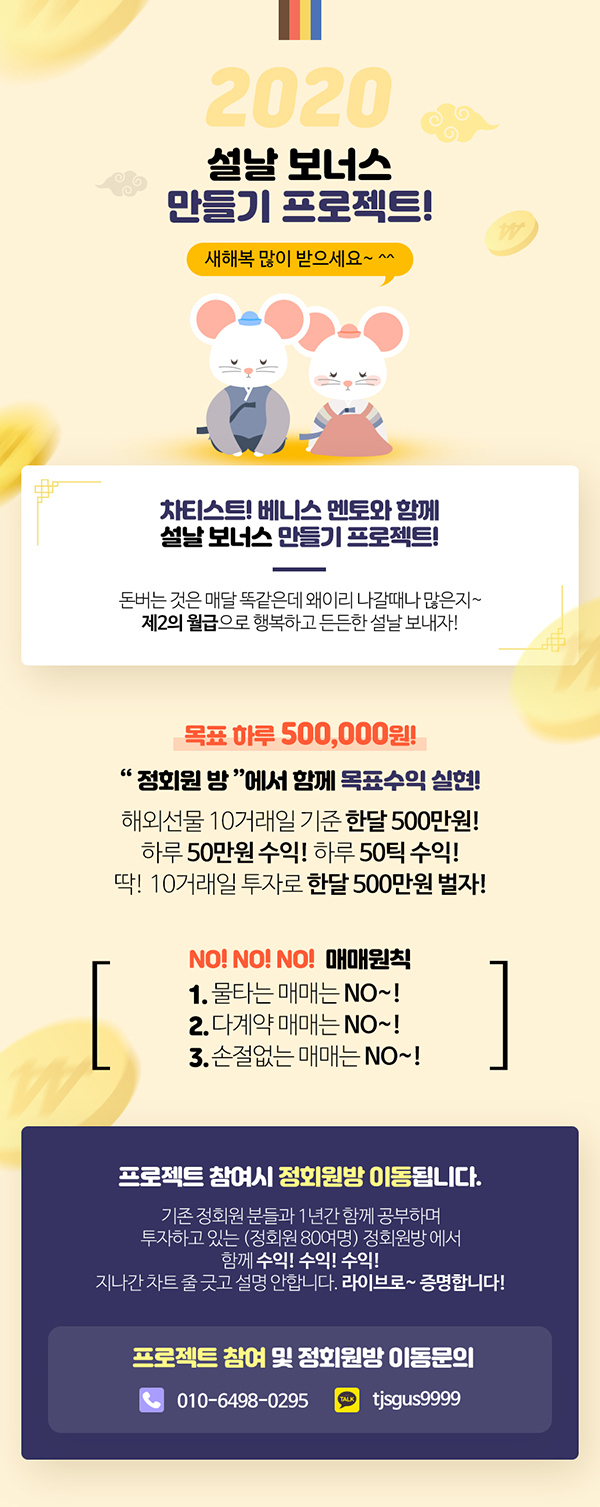 2020
설날 보너스
만들기 프로젝트!
새해복 많이 받으세요~ ^^
차티스트! 베니스 멘토와 함께
설날 보너스 만들기 프로젝트!
돈버는 것은 매달 똑같은데 왜이리 나갈때나 많은지~
제2의 월급으로 행복하고 든든한 설날 보내자!
목표 하루 500,000원!
“ 정회원 방 ”에서 함께 목표수익 실현!
해외선물 10거래일 기준 한달 500만원!
하루 50만원 수익! 하루 50틱 수익!
딱! 10거래일 투자로 한달 500만원 벌자!
NO! NO! NO! 매매원칙
1. 물타는 매매는 NO~!
2. 다계약 매매는 NO~!
3. 손절없는 매매는 NO~!
프로젝트 참여시 정회원방 이동됩니다.
기존 정회원 분들과 1년간 함께 공부하며
투자하고 있는 (정회원 80여명) 정회원방 에서
함께 수익! 수익! 수익!
지나간 차트 줄 긋고 설명 안합니다. 라이브로~ 증명합니다!
프로젝트 참여 및 정회원방 이동문의
010-6498-0295 TALK tjsgus9999